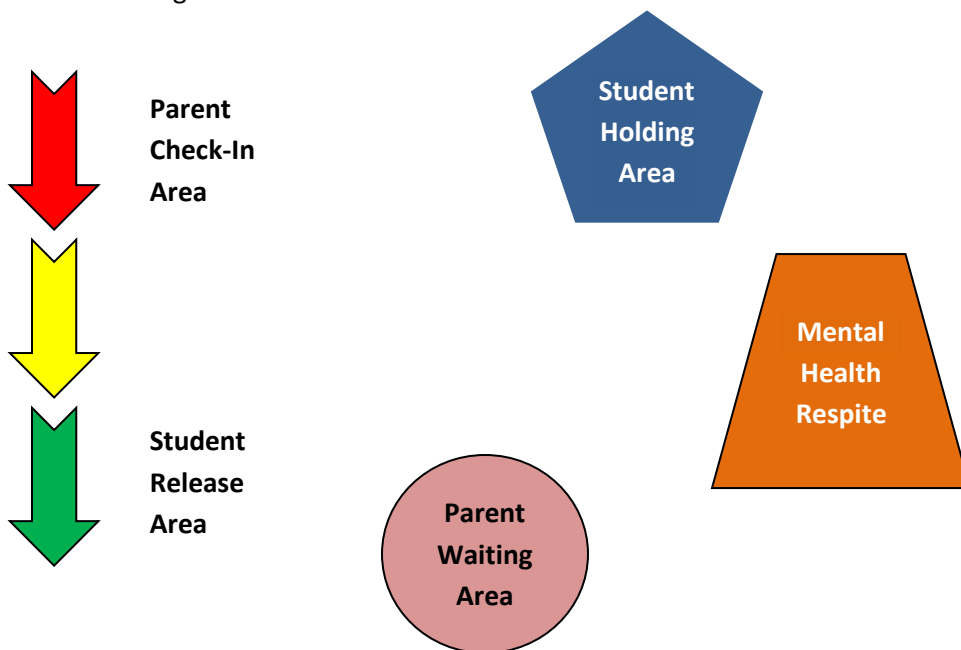 Parent
Check-In
Area
Student
Holding
Area
Mental
Health
Respite
Student
Release
Area
Parent
Waiting
Area